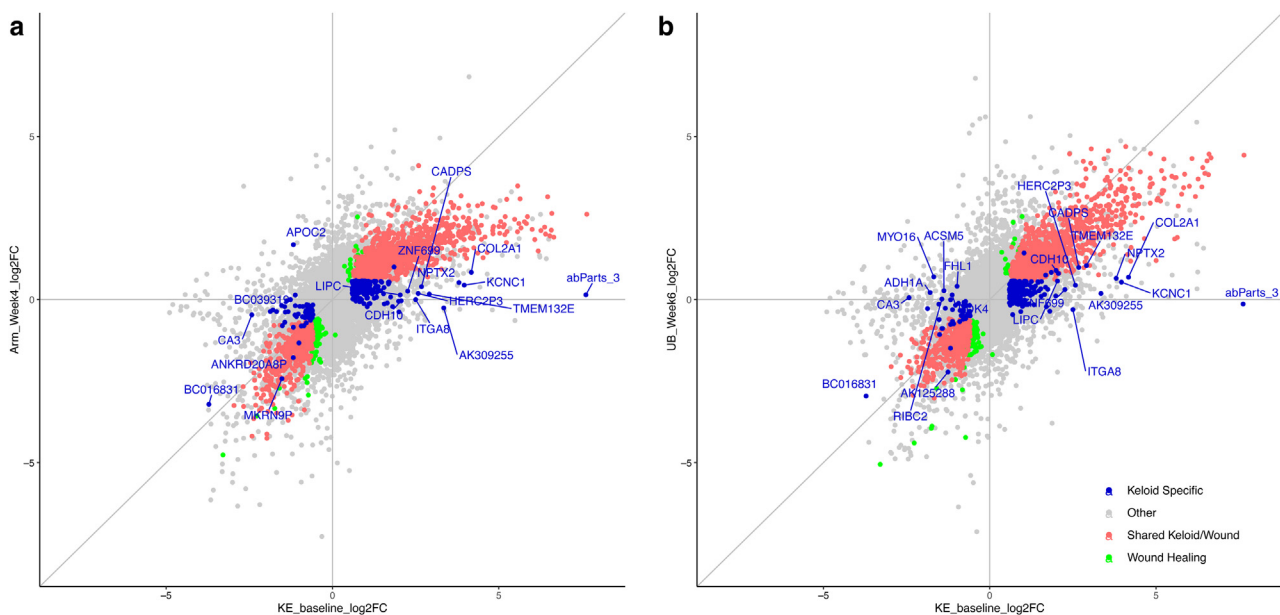 a
b
5
0
−5
−5
0
5
Arm_Week4_log2FC
KE_baseline_log2FC
CADPS
APOC2
ZNF699
COL2A1
LIPC
NPTX2
KCNC1
abParts_3
BC039319
HERC2P3
TMEM132E
CDH10
ITGA8
CA3
AK309255
ANKRD20A8P
BC016831
MKRN9P
5
0
−5
−5
0
5
UB_Week6_log2FC
KE_baseline_log2FC
HERC2P3
CADPS
COL2A1
MYO16
ACSM5
TMEM132E
CDH10
NPTX2
FHL1
ADH1A
KCNC1
abParts_3
CA3
AK309255
LIPC
ITGA8
BC016831
AK125288
RIBC2
Keloid Specific
Other
Shared Keloid/Wound
Wound Healing